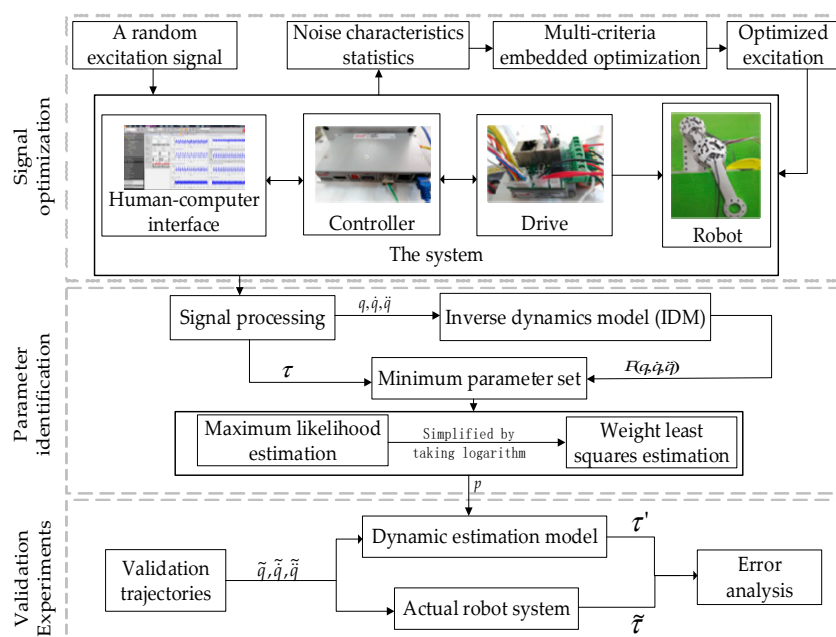 Signal
optimization
A random
excitation signal
Noise characteristics
statistics
Multi-criteria
embedded optimization
Optimized
excitation
Human-computer
interface
Controller
Drive
Robot
The system
Parameter
identification
Signal processing
q, q̇, q̈
Inverse dynamics model (IDM)
τ
Minimum parameter set
F(q,q̇,q̈)
Maximum likelihood
estimation
Simplified by
taking logarithm
Weight least
squares estimation
p
Validation
Experiments
Validation
trajectories
q̃, q̃̇, q̃̈
Dynamic estimation model
τ'
Actual robot system
τ̃
Error
analysis